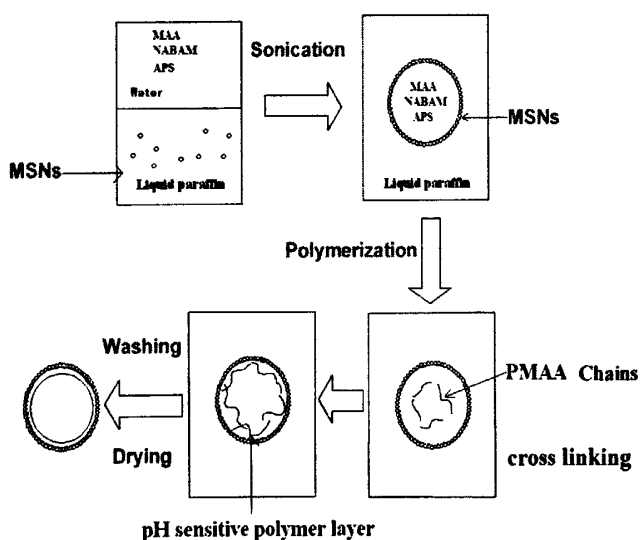 MAA
NABAM
APS
Water
MSNs
Liquid paraffin
Sonication
MAA
NABAM
APS
MSNs
Liquid paraffin
Polymerization
PMAA Chains
cross linking
Washing
Drying
pH sensitive polymer layer